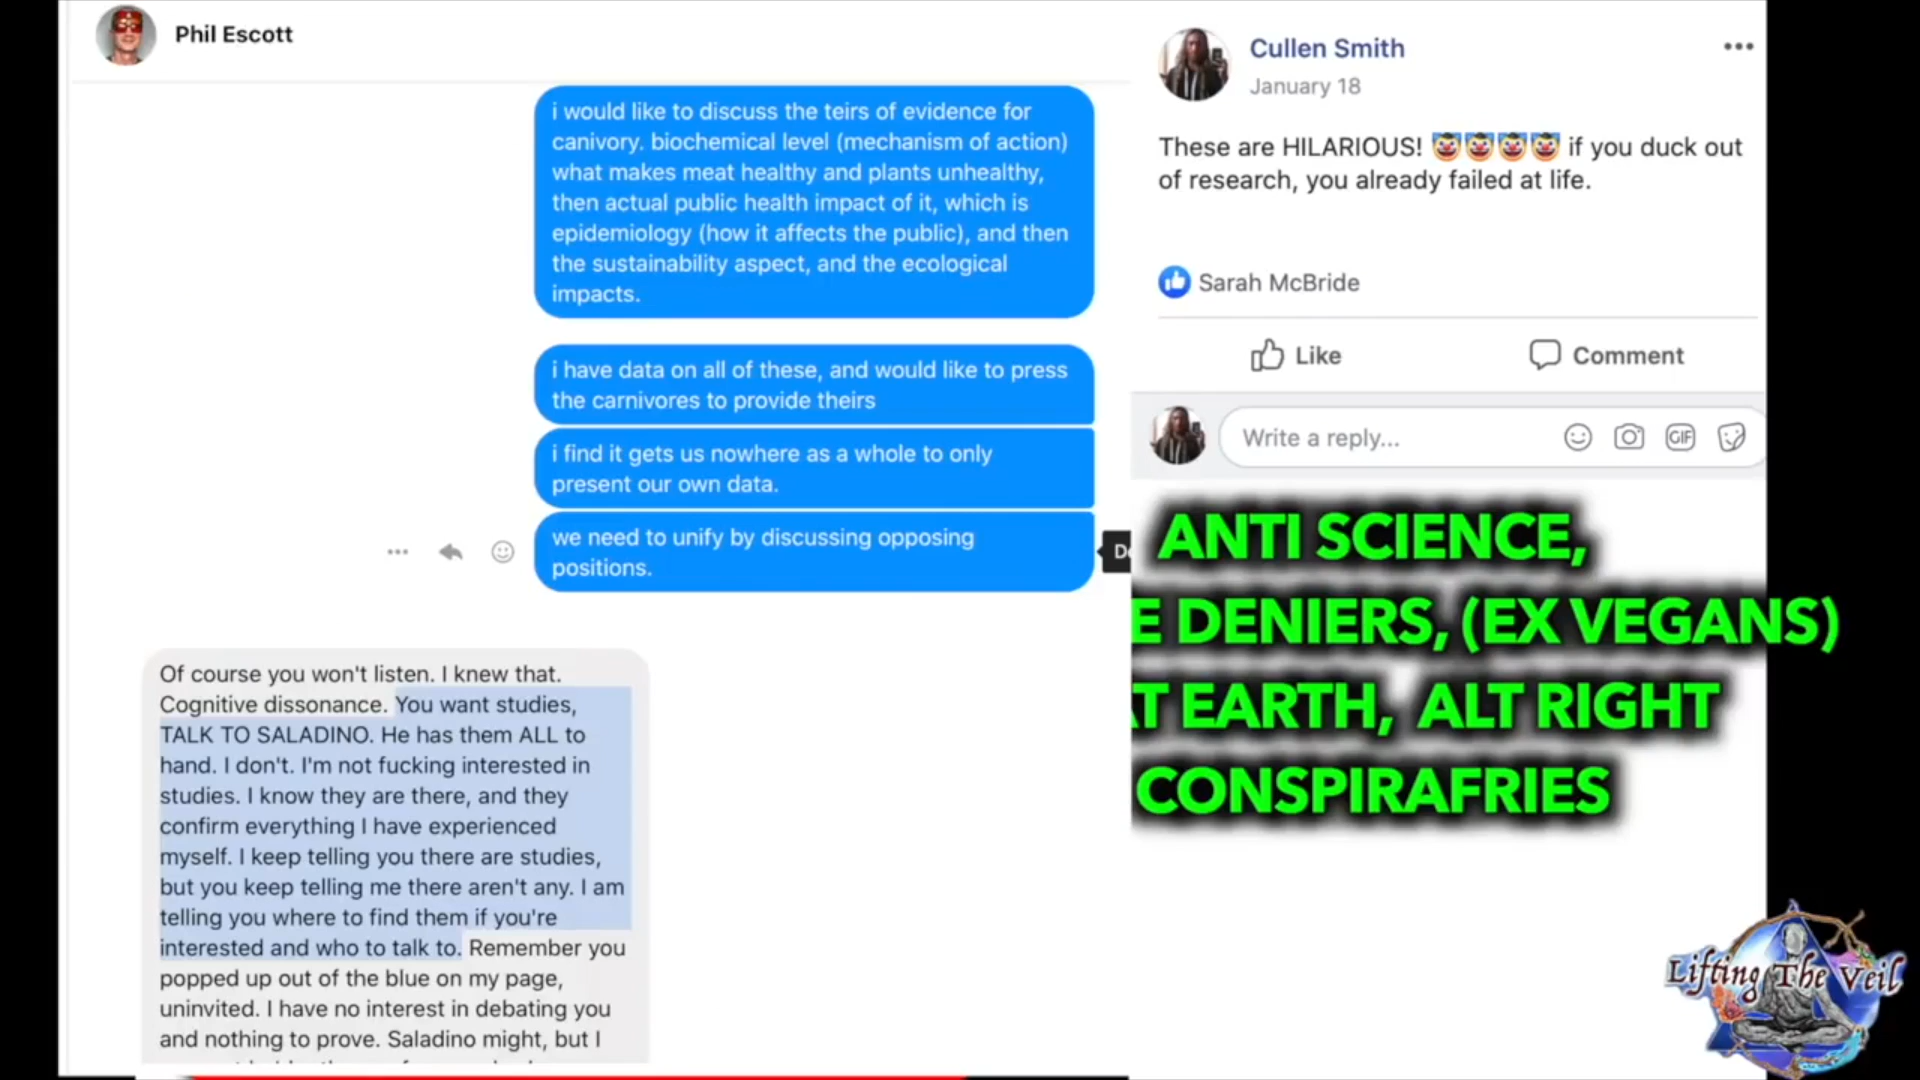 Phil Escott
i would like to discuss the teirs of evidence for
canivory. biochemical level (mechanism of action)
what makes meat healthy and plants unhealthy,
then actual public health impact of it, which is
epidemiology (how it affects the public), and then
the sustainability aspect, and the ecological
impacts.
i have data on all of these, and would like to press
the carnivores to provide theirs
i find it gets us nowhere as a whole to only
present our own data.
we need to unify by discussing opposing
positions.
Of course you won't listen. I knew that.
Cognitive dissonance. You want studies,
TALK TO SALADINO. He has them ALL to
hand. I don't. I'm not fucking interested in
studies. I know they are there, and they
confirm everything I have experienced
myself. I keep telling you there are studies,
but you keep telling me there aren't any. I am
telling you where to find them if you're
interested and who to talk to. Remember you
popped up out of the blue on my page,
uninvited. I have no interest in debating you
and nothing to prove. Saladino might, but I
Cullen Smith
January 18
These are HILARIOUS! 🤡🤡🤡🤡 if you duck out
of research, you already failed at life.
Sarah McBride
Like
Comment
Write a reply...
GIF
ANTI SCIENCE,
E DENIERS, (EX VEGANS)
T EARTH, ALT RIGHT
CONSPIRAFRIES
Lifting The Veil